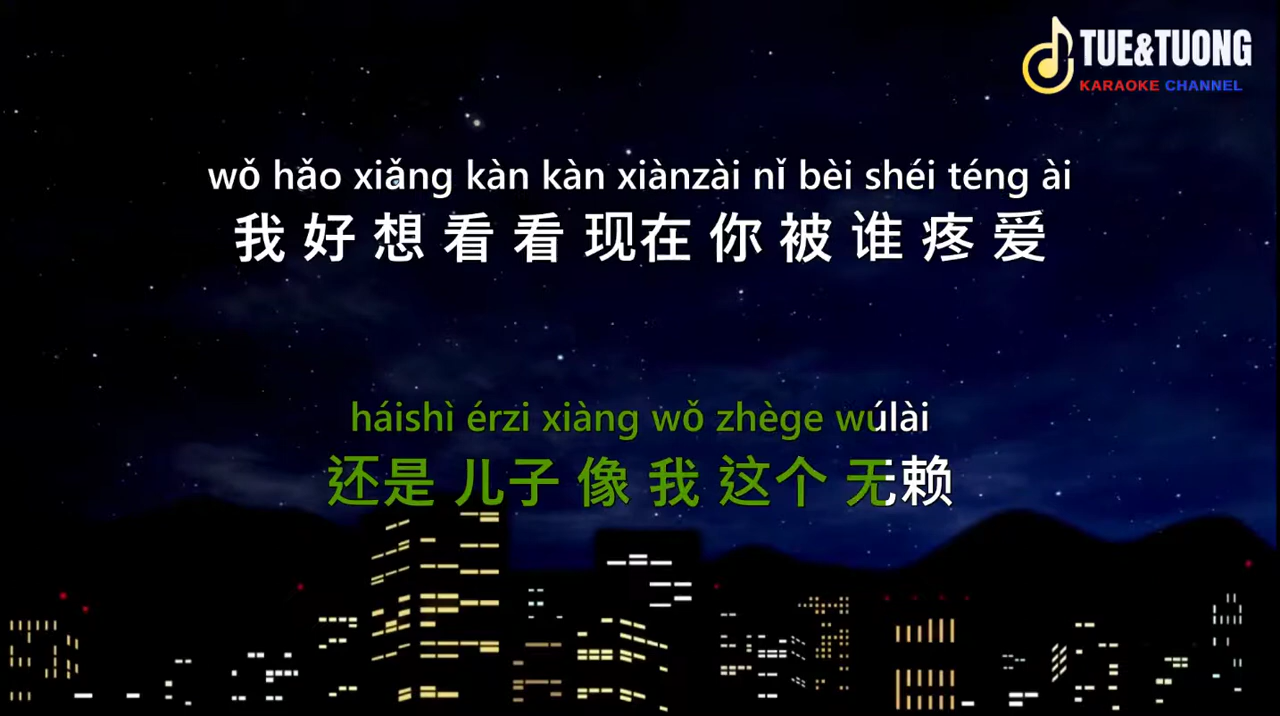 TUE&TUONG
KARAOKE CHANNEL
wǒ hǎo xiǎng kàn kàn xiànzài nǐ bèi shéi téng ài
我 好 想 看 看 现在 你 被 谁 疼 爱
háishì érzi xiàng wǒ zhège wúlài
还是 儿子 像 我 这个 无赖